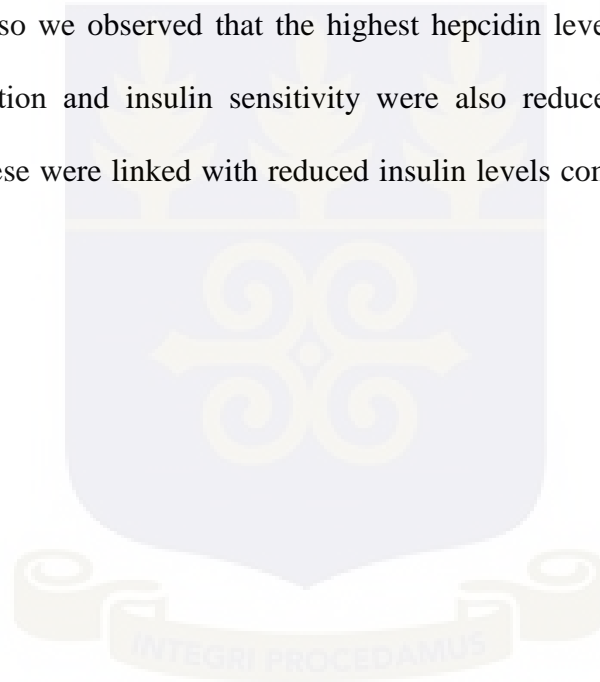 so we observed that the highest hepcidin leve
tion and insulin sensitivity were also reduce
ese were linked with reduced insulin levels con
INTEGRI PROCEDAMUS